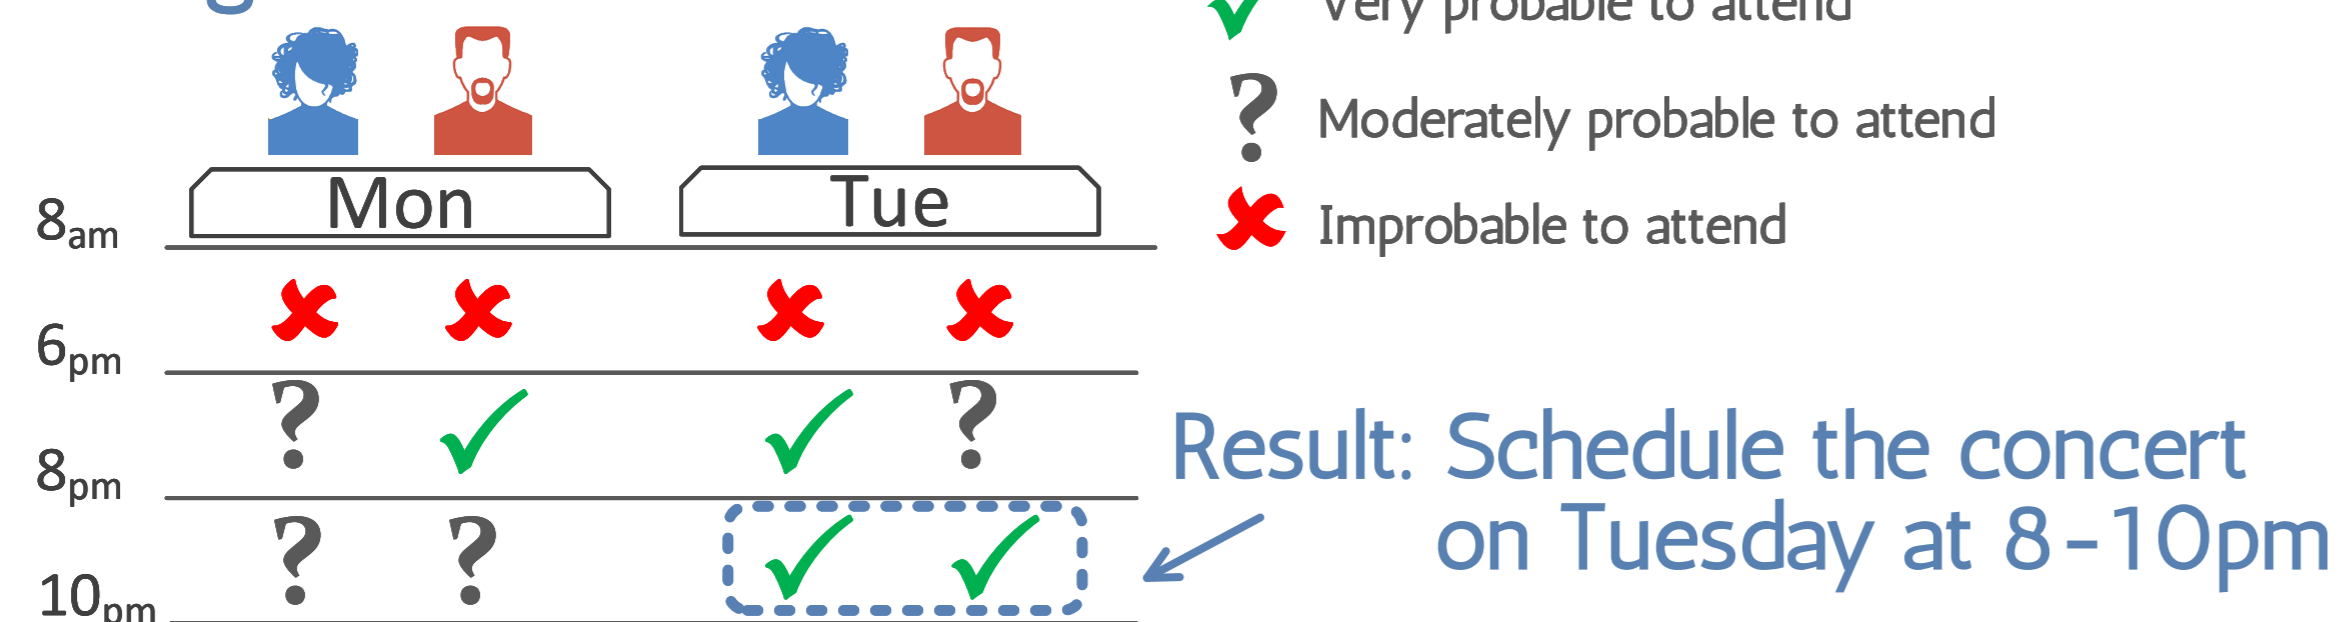 Very probable to attend
? Moderately probable to attend
Improbable to attend
Mon Tue
8am
6pm
? ?
8pm
? ?
10pm
Result: Schedule the concert
on Tuesday at 8-10pm